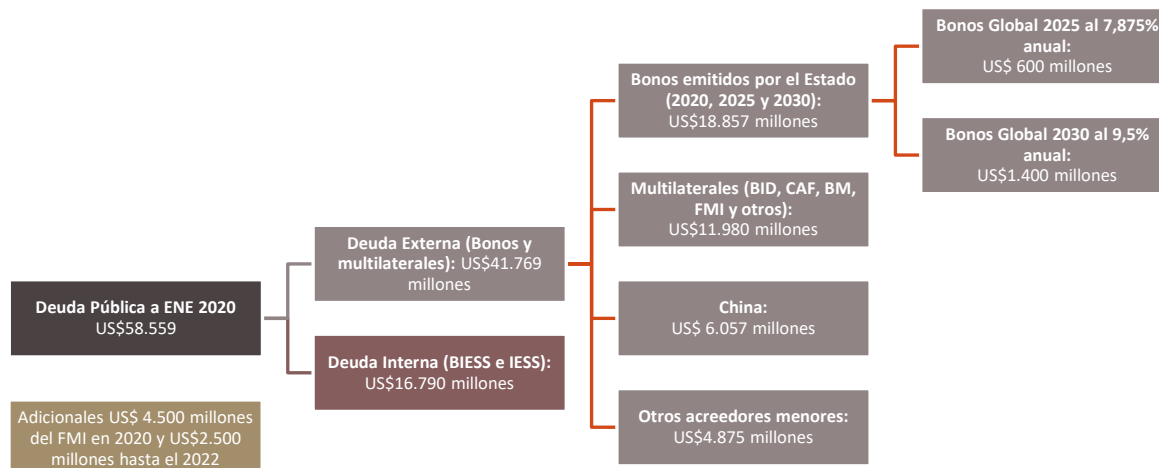 Deuda Pública a ENE 2020
US$58.559
Adicionales US$ 4.500 millones
del FMI en 2020 y US$2.500
millones hasta el 2022
Deuda Externa (Bonos y
multilaterales): US$41.769
millones
Deuda Interna (BIESS e IESS):
US$16.790 millones
Bonos emitidos por el Estado
(2020, 2025 y 2030):
US$18.857 millones
Multilaterales (BID, CAF, BM,
FMI y otros):
US$11.980 millones
China:
US$ 6.057 millones
Otros acreedores menores:
US$4.875 millones
Bonos Global 2025 al 7,875%
anual:
US$ 600 millones
Bonos Global 2030 al 9,5%
anual:
US$1.400 millones